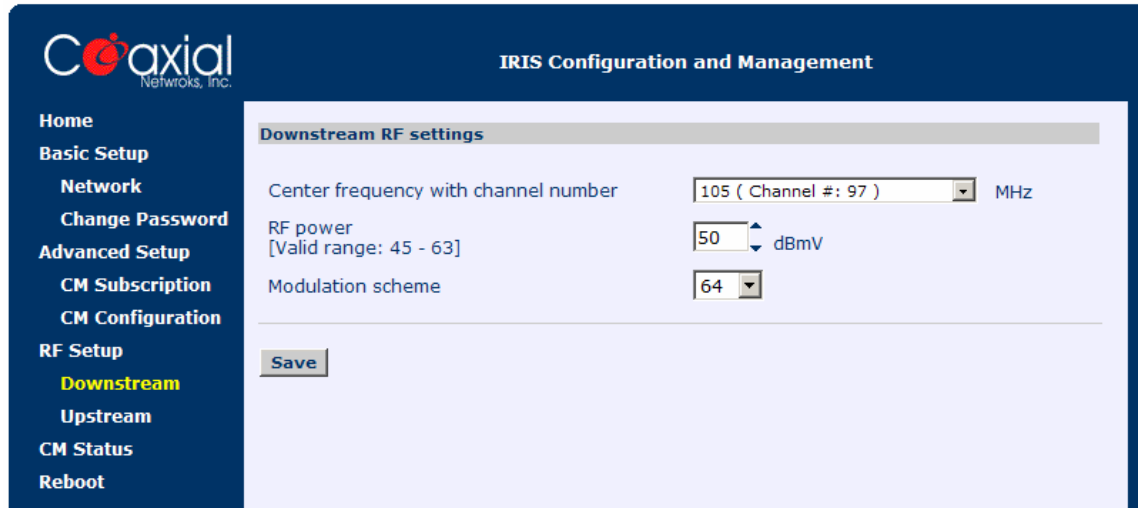 Coaxial
Netwroks, Inc.
IRIS Configuration and Management
Home
Basic Setup
Network
Change Password
Advanced Setup
CM Subscription
CM Configuration
RF Setup
Downstream
Upstream
CM Status
Reboot
Downstream RF settings
Center frequency with channel number 105 ( Channel #: 97 ) MHz
RF power
[Valid range: 45 - 63] 50 dBmV
Modulation scheme 64
Save